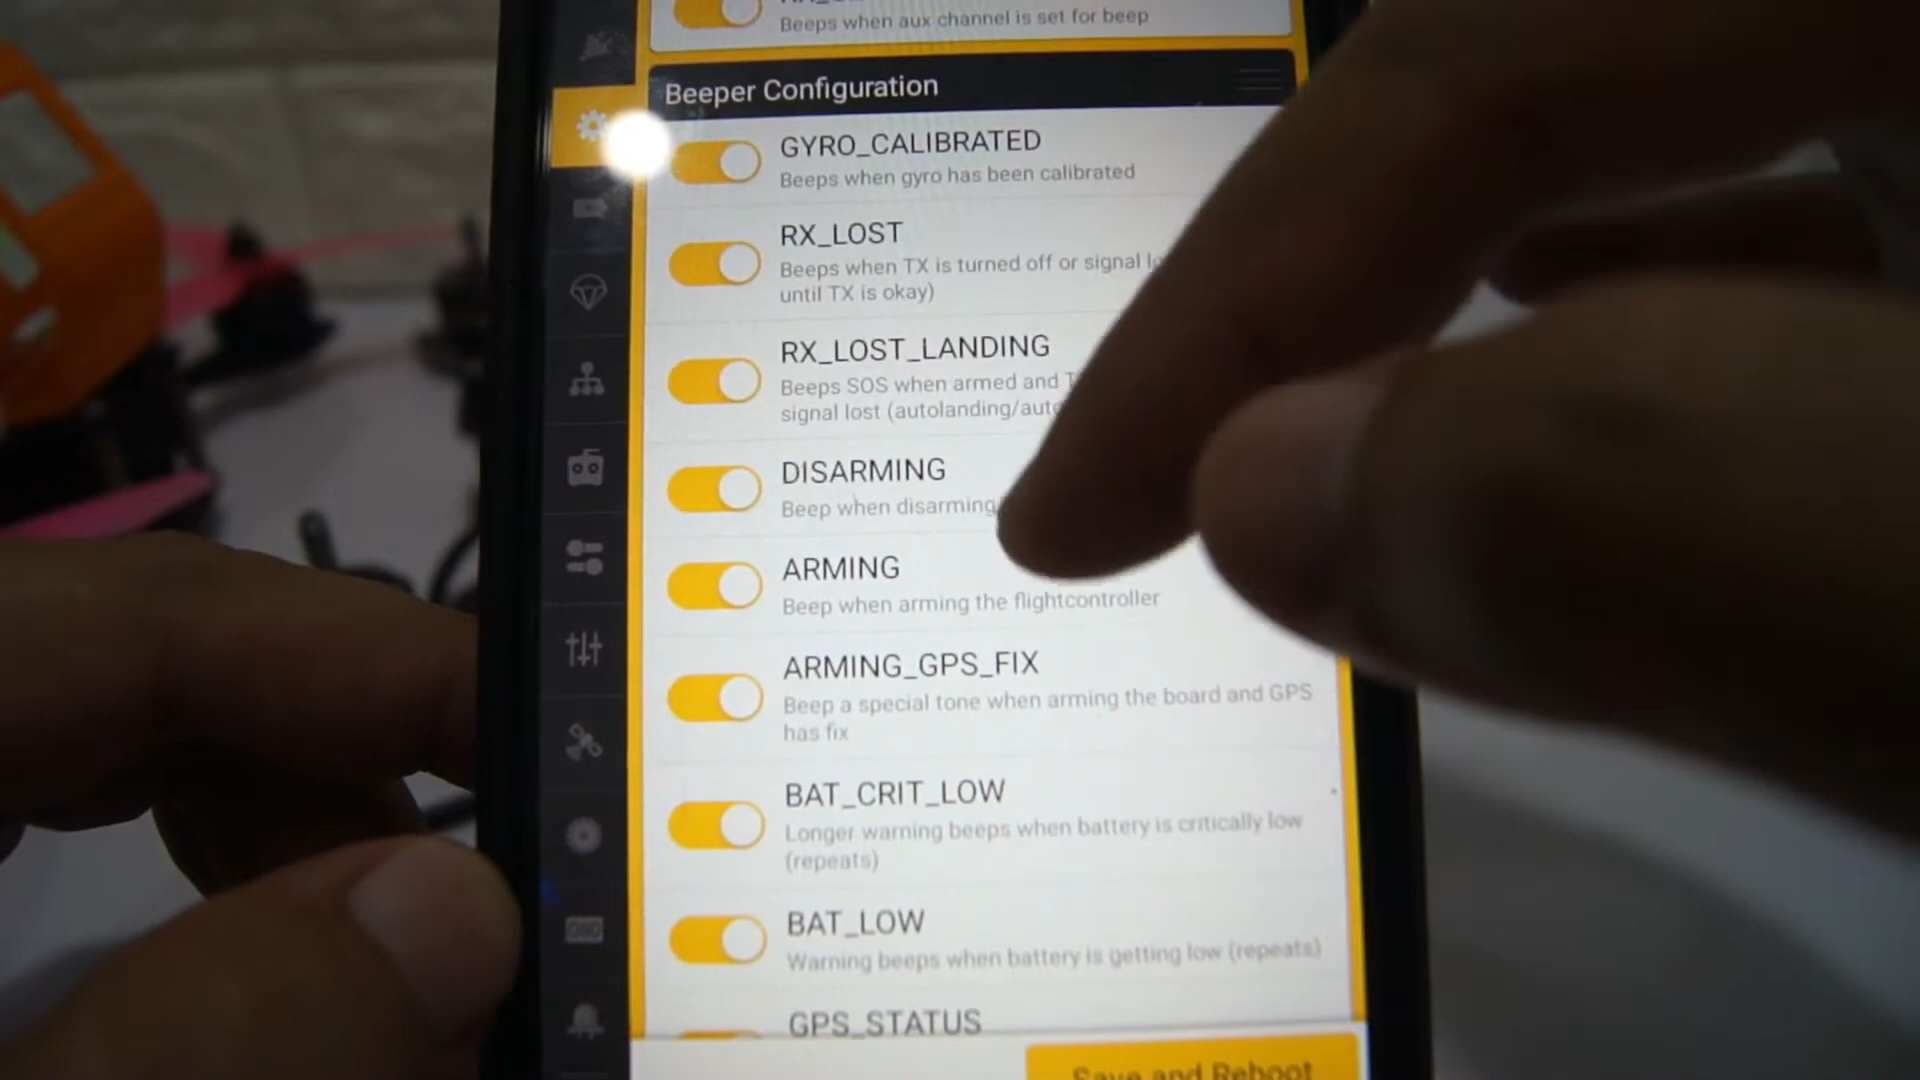 Beeps when aux channel is set for beep
Beeper Configuration
GYRO_CALIBRATED
Beeps when gyro has been calibrated
RX_LOST
Beeps when TX is turned off or signal
until TX is okay)
RX_LOST_LANDING
Beeps SOS when armed and
signal lost (autolanding/
DISARMING
Beep when disarming
ARMING
Beep when arming the flightcontroller
ARMING_GPS_FIX
Beep a special tone when arming the board and GPS
has fix
BAT_CRIT_LOW
Longer warning beeps when battery is critically low
(repeats)
BAT_LOW
Warning beeps when battery is getting low (repeats)
OSD
GPS_STATUS
Save and Reboot